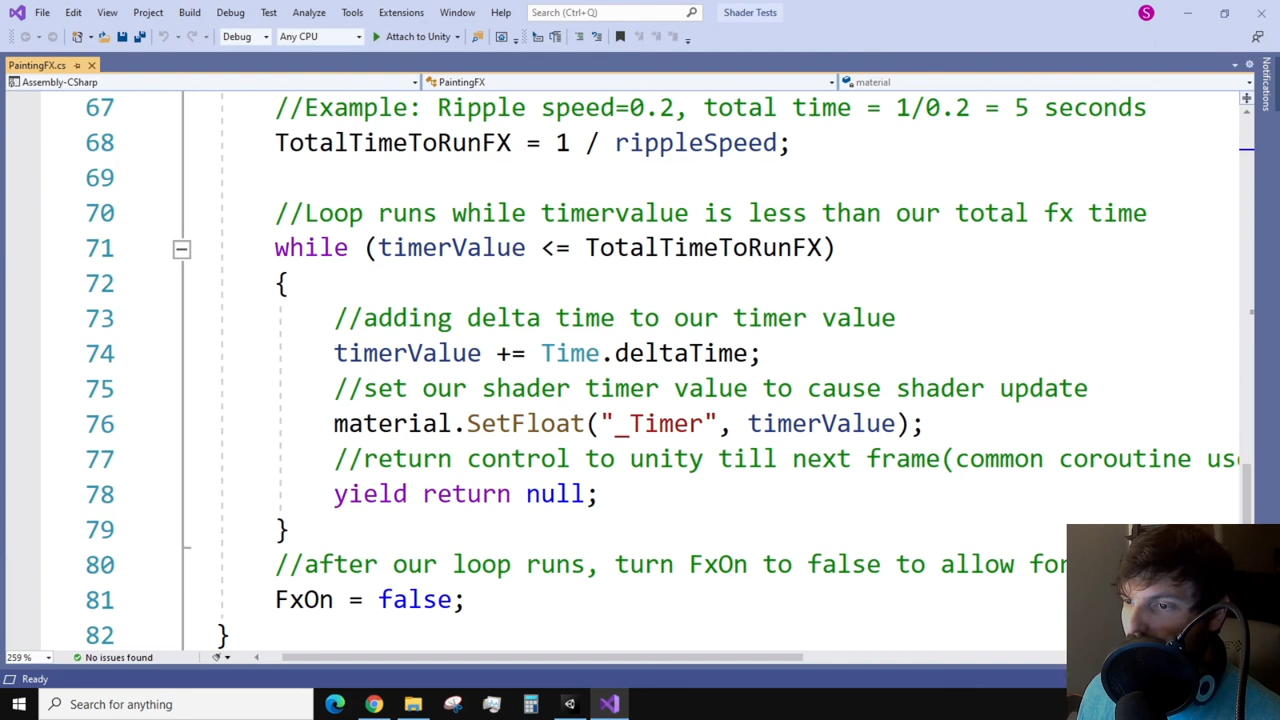 File Edit View Project Build Debug Test Analyze Tools Extensions Window Help Search (Ctrl+Q) Shader Tests S
Debug Any CPU Attach to Unity
PaintingFX.cs
Assembly-CSharp PaintingFX material
Notifications
67 //Example: Ripple speed=0.2, total time = 1/0.2 = 5 seconds
68 TotalTimeToRunFX = 1 / rippleSpeed;
69
70 //Loop runs while timervalue is less than our total fx time
71 while (timerValue <= TotalTimeToRunFX)
72 {
73 //adding delta time to our timer value
74 timerValue += Time.deltaTime;
75 //set our shader timer value to cause shader update
76 material.SetFloat("_Timer", timerValue);
77 //return control to unity till next frame(common coroutine us
78 yield return null;
79 }
80 //after our loop runs, turn FxOn to false to allow for
81 FxOn = false;
82 }
259 % No issues found
Ready
Search for anything